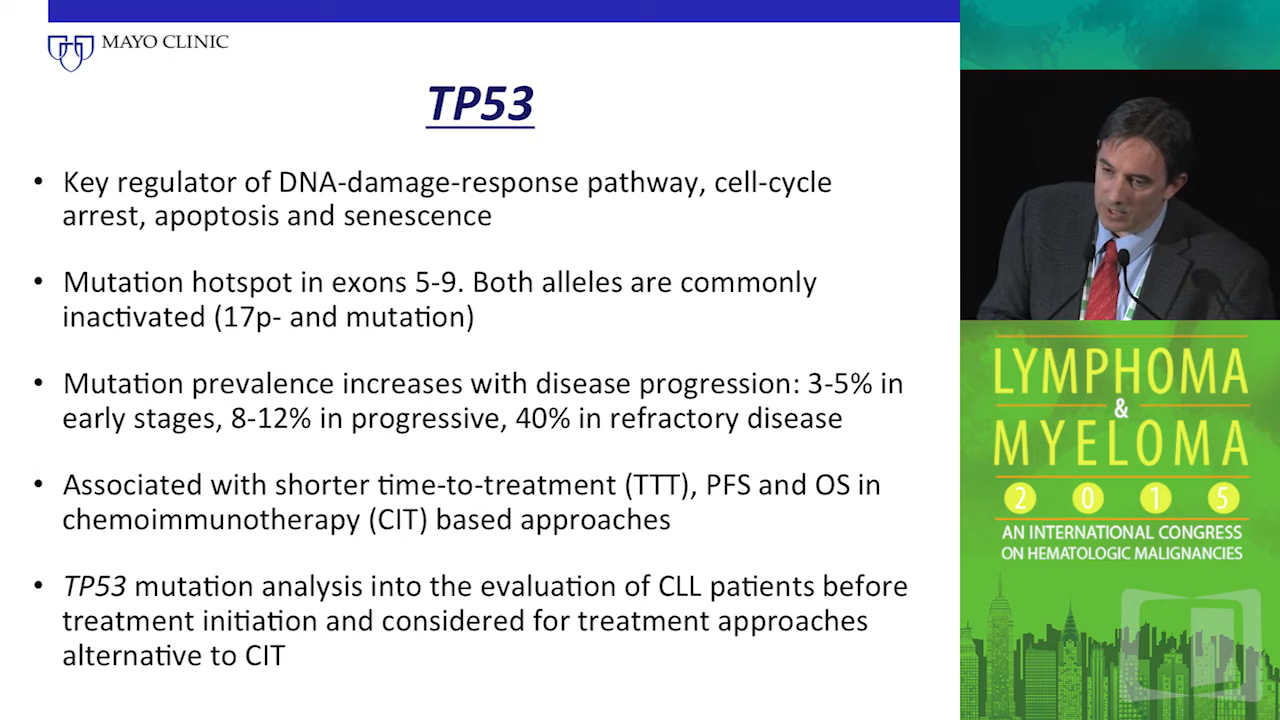 MAYO CLINIC
TP53
• Key regulator of DNA-damage-response pathway, cell-cycle
arrest, apoptosis and senescence
• Mutation hotspot in exons 5-9. Both alleles are commonly
inactivated (17p- and mutation)
• Mutation prevalence increases with disease progression: 3-5% in
early stages, 8-12% in progressive, 40% in refractory disease
• Associated with shorter time-to-treatment (TTT), PFS and OS in
chemoimmunotherapy (CIT) based approaches
• TP53 mutation analysis into the evaluation of CLL patients before
treatment initiation and considered for treatment approaches
alternative to CIT
LYMPHOMA
&
MYELOMA
2015
AN INTERNATIONAL CONGRESS
ON HEMATOLOGIC MALIGNANCIES